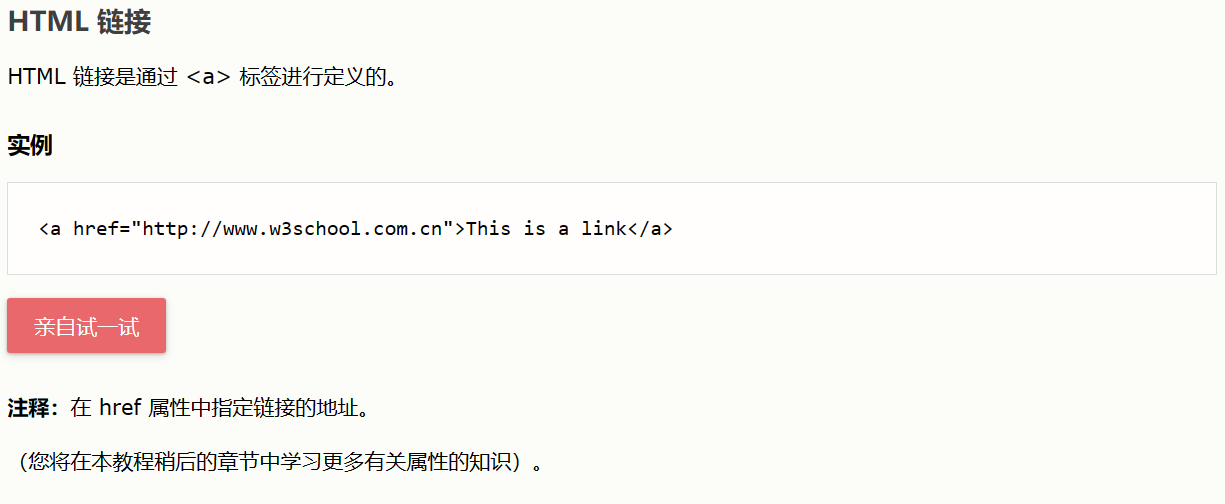 HTML 链接
HTML 链接是通过 <a> 标签进行定义的。
实例
<a href="http://www.w3school.com.cn">This is a link</a>
亲自试一试
注释：在 href 属性中指定链接的地址。
（您将在本教程稍后的章节中学习更多有关属性的知识）。